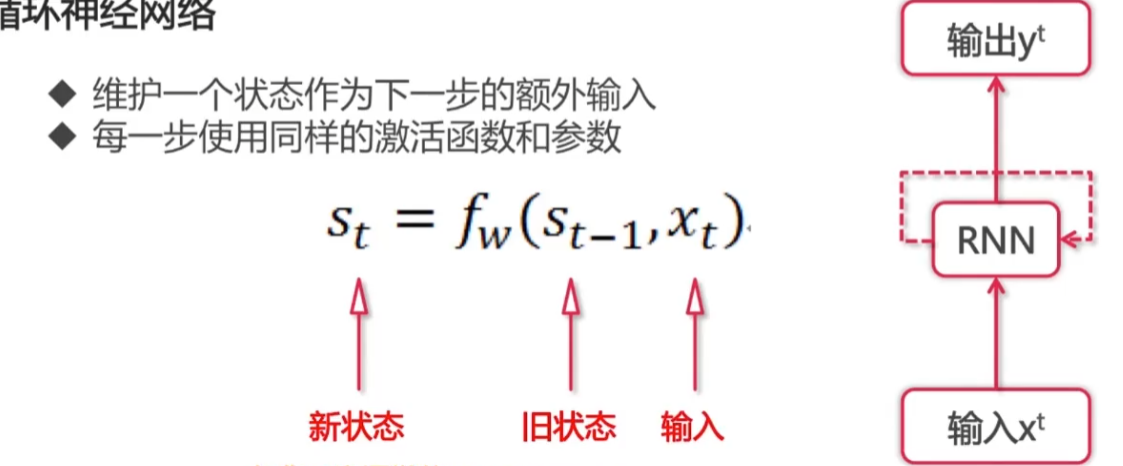 循环神经网络
◆ 维护一个状态作为下一步的额外输入
◆ 每一步使用同样的激活函数和参数
s_t = f_w(s_{t−1}, x_t)
新状态 旧状态 输入
输出y^t
RNN
输入x^t